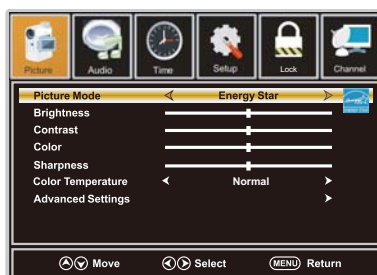 Picture Audio Time Setup Lock Channel
Picture Mode Energy Star
Brightness
Contrast
Color
Sharpness
Color Temperature Normal
Advanced Settings
Move Select MENU Return